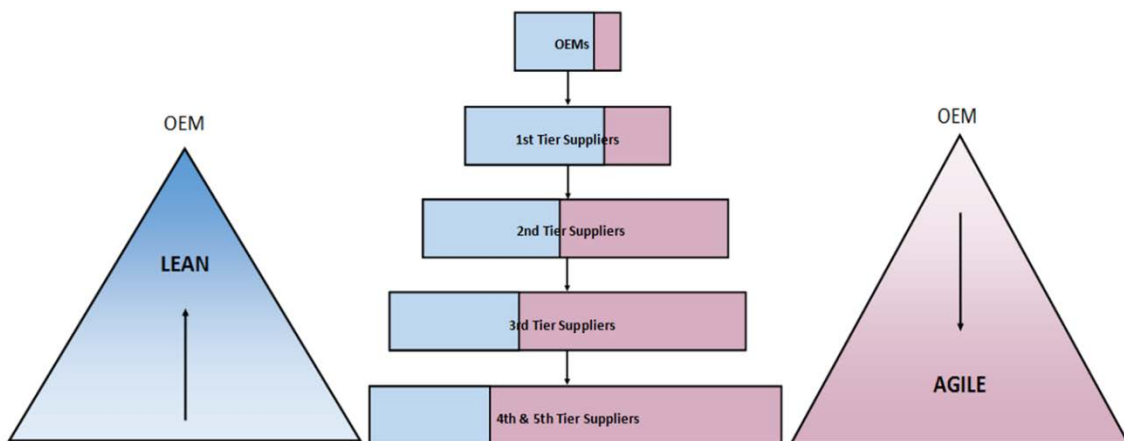 OEMs
OEM
OEM
1st Tier Suppliers
2nd Tier Suppliers
LEAN
3rd Tier Suppliers
AGILE
4th & 5th Tier Suppliers